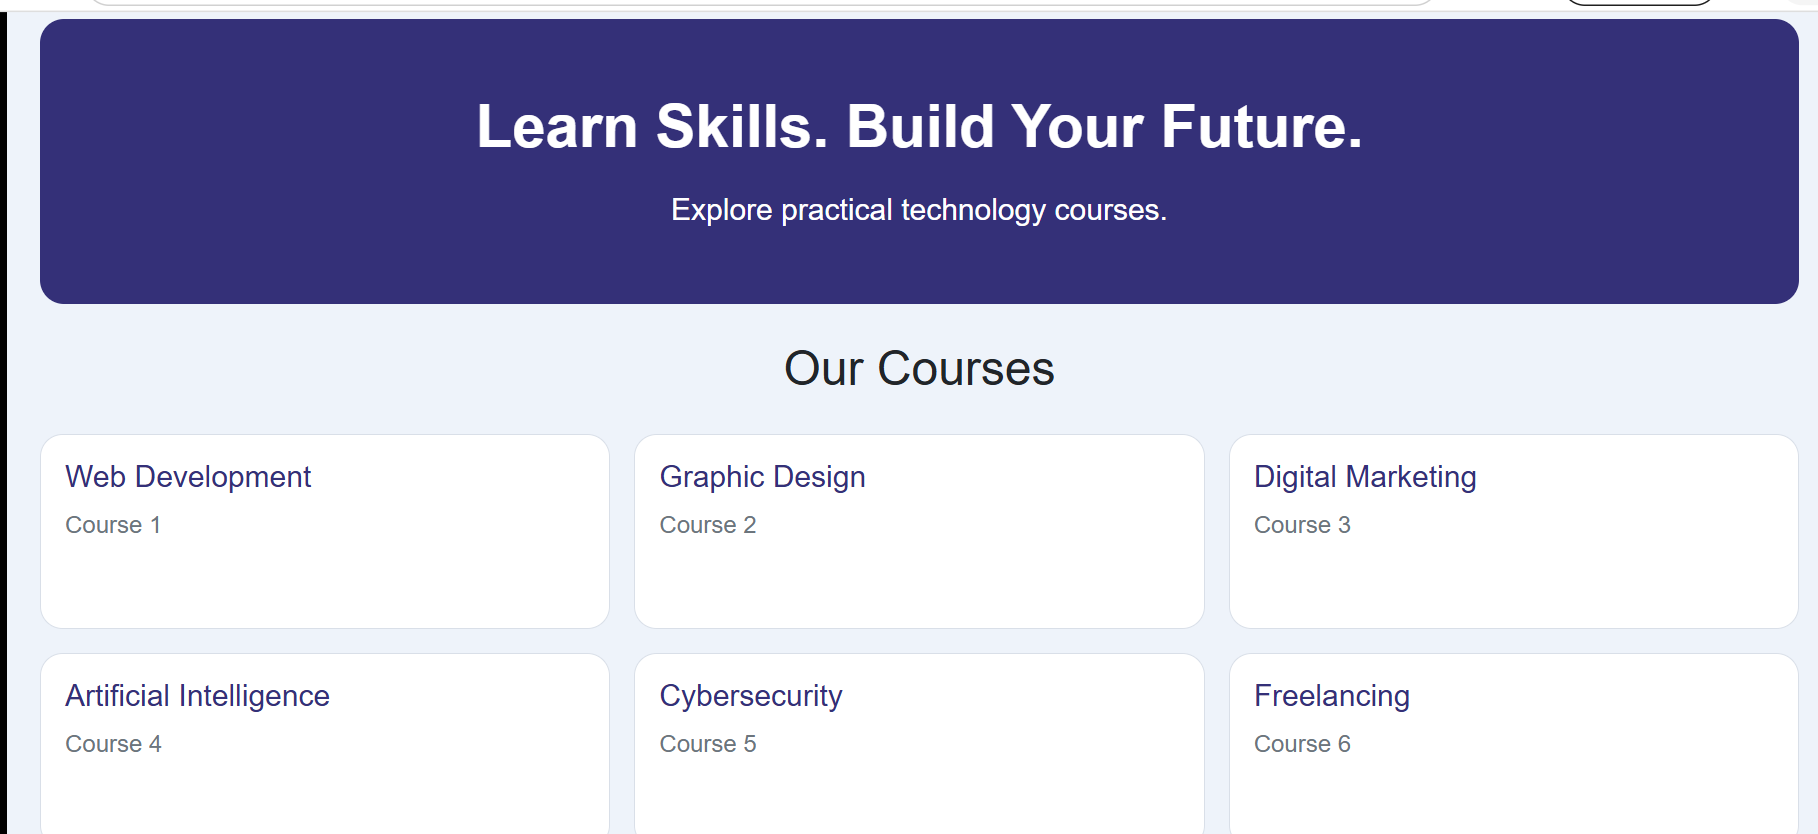 Learn Skills. Build Your Future.
Explore practical technology courses.
Our Courses
Web Development
Course 1
Graphic Design
Course 2
Digital Marketing
Course 3
Artificial Intelligence
Course 4
Cybersecurity
Course 5
Freelancing
Course 6